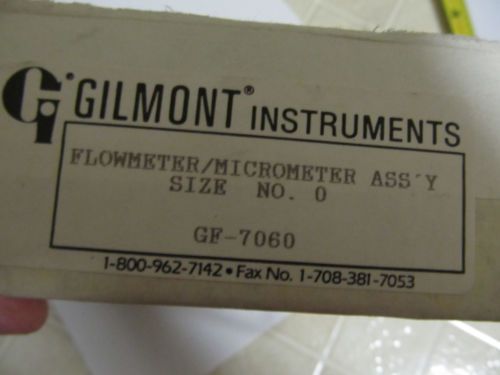 GILMONT® INSTRUMENTS
FLOWMETER/MICROMETER ASS'Y
SIZE NO. 0
GF-7060
1-800-962-7142 • Fax No. 1-708-381-7053